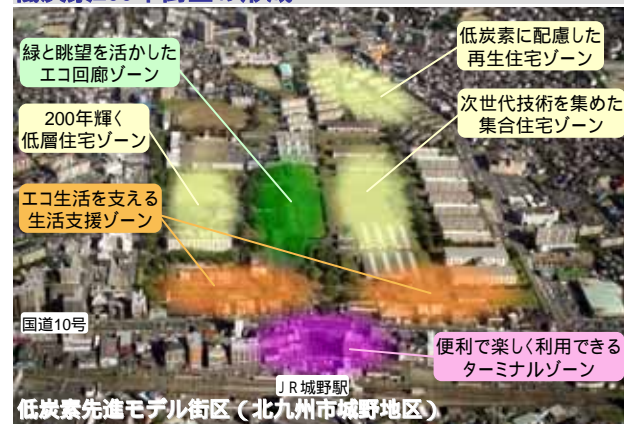 緑と眺望を活かした
エコ回廊ゾーン
低炭素に配慮した
再生住宅ゾーン
200年輝く
低層住宅ゾーン
次世代技術を集めた
集合住宅ゾーン
エコ生活を支える
生活支援ゾーン
国道10号
便利で楽しく利用できる
ターミナルゾーン
JR城野駅
低炭素先進モデル街区（北九州市城野地区）